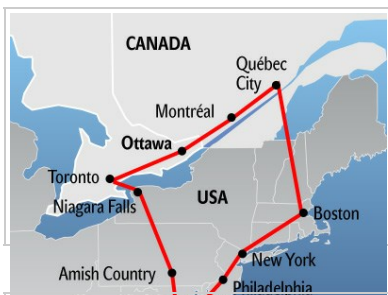 CANADA
Québec
City
Montréal
Ottawa
Toronto
Niagara Falls
USA
Boston
New York
Amish Country
Philadelphia